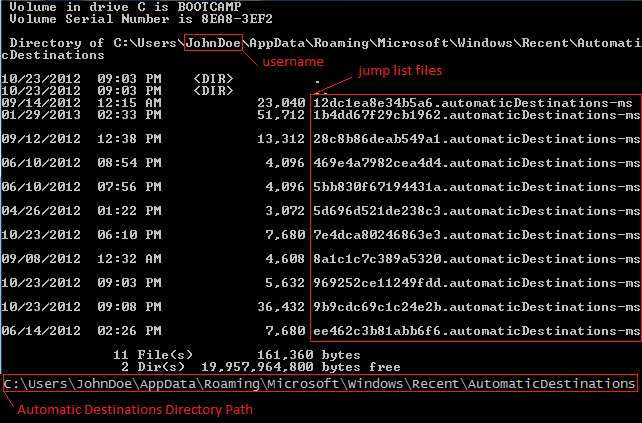 Volume in drive C is BOOTCAMP
Volume Serial Number is 8EA8-3EF2
Directory of C:\Users\JohnDoe\AppData\Roaming\Microsoft\Windows\Recent\Automati
cDestinations
username
jump list files
10/23/2012 09:03 PM <DIR> .
10/23/2012 09:03 PM <DIR> ..
09/14/2012 12:15 AM 23,040 12dc1ea8e34b5a6.automaticDestinations-ms
01/29/2013 02:33 PM 51,712 1b4dd67f29cb1962.automaticDestinations-ms
09/12/2012 12:38 PM 13,312 28c8b86deab549a1.automaticDestinations-ms
06/10/2012 08:54 PM 4,096 469e4a7982cea4d4.automaticDestinations-ms
06/10/2012 07:56 PM 4,096 5bb830f67194431a.automaticDestinations-ms
04/26/2012 01:22 PM 3,072 5d696d521de238c3.automaticDestinations-ms
10/23/2012 06:10 PM 7,680 7e4dca80246863e3.automaticDestinations-ms
09/08/2012 12:32 AM 4,608 8a1c1c7c389a5320.automaticDestinations-ms
10/23/2012 09:03 PM 5,632 969252ce11249fdd.automaticDestinations-ms
10/23/2012 09:08 PM 36,432 9b9cdc69c1c24e2b.automaticDestinations-ms
06/14/2012 02:26 PM 7,680 ee462c3b81abb6f6.automaticDestinations-ms
11 File(s) 161,360 bytes
2 Dir(s) 19,957,964,800 bytes free
C:\Users\JohnDoe\AppData\Roaming\Microsoft\Windows\Recent\AutomaticDestinations
Automatic Destinations Directory Path